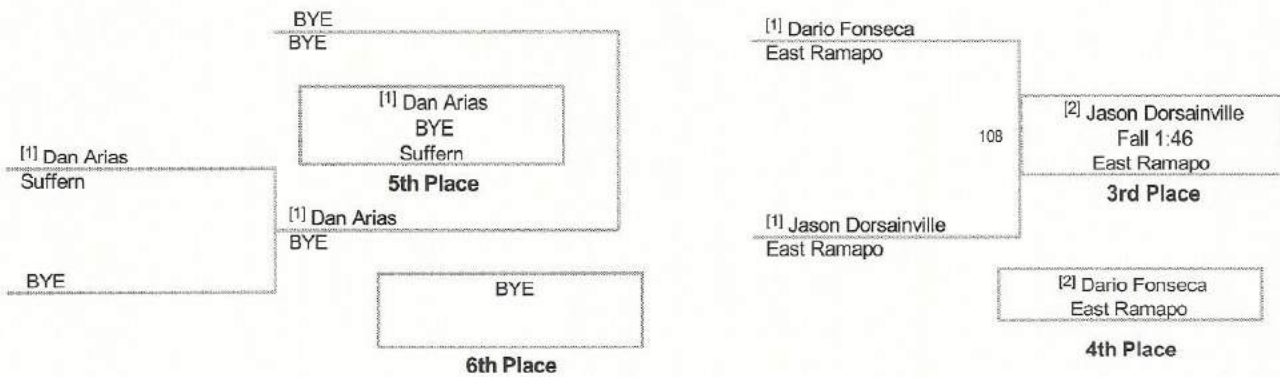 BYE
BYE
[1] Dan Arias
BYE
Suffern
5th Place
[1] Dan Arias
Suffern
[1] Dan Arias
BYE
BYE
BYE
6th Place
[1] Dario Fonseca
East Ramapo
108
[2] Jason Dorsainville
Fall 1:46
East Ramapo
3rd Place
[1] Jason Dorsainville
East Ramapo
[2] Dario Fonseca
East Ramapo
4th Place